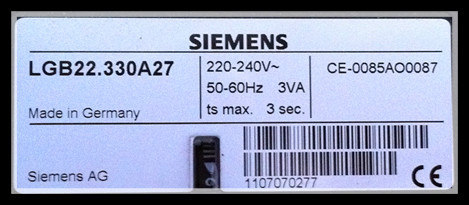 SIEMENS
LGB22.330A27
220-240V~
50-60Hz 3VA
ts max. 3 sec.
CE-0085AO0087
Made in Germany
Siemens AG
1107070277
CE